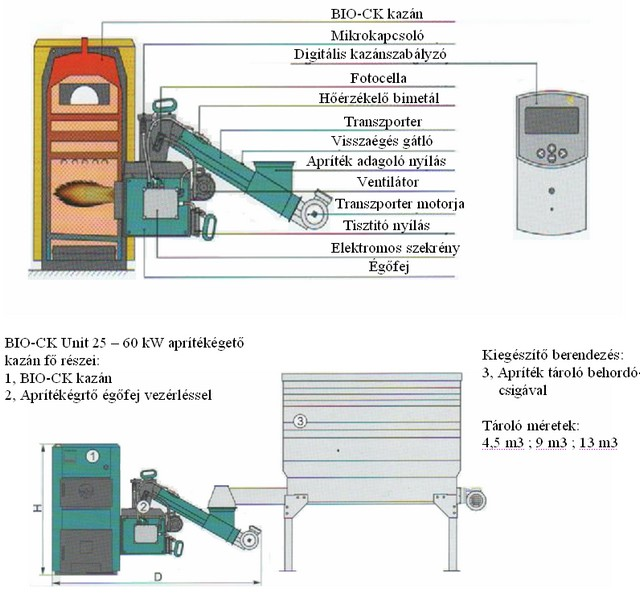 BIO-CK kazán
Mikrokapcsoló
Digitális kazánszabályzó
Fotocella
Hőérzékelő bimetál
Transzporter
Visszaégés gátló
Apríték adagoló nyílás
Ventilátor
Transzporter motorja
Tisztító nyílás
Elektromos szekrény
Égőfej
BIO-CK Unit 25 – 60 kW aprítékégető
kazán fő részei:
1, BIO-CK kazán
2, Aprítékégrtő égőfej vezérléssel
Kiegészítő berendezés:
3, Apríték tároló behordó-
csigával
Tároló méretek:
4,5 m3 ; 9 m3 ; 13 m3
1
2
3
H
D